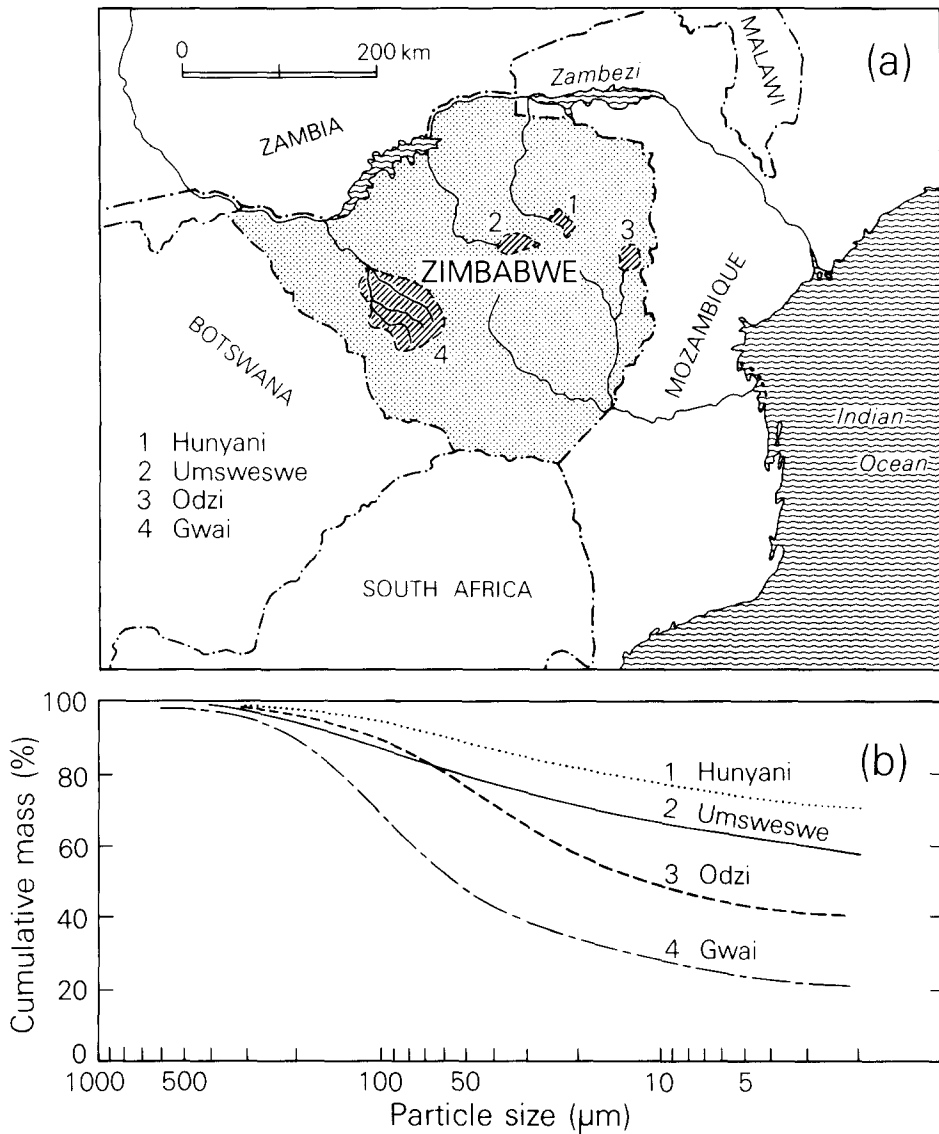 0 200 km
(a)
MALAWI
Zambezi
ZAMBIA
1
2
3
ZIMBABWE
4
BOTSWANA
MOZAMBIQUE
Indian
Ocean
1 Hunyani
2 Umsweswe
3 Odzi
4 Gwai
SOUTH AFRICA
(b)
Cumulative mass (%)
100
80
60
40
20
0
1 Hunyani
2 Umsweswe
3 Odzi
4 Gwai
1000 500 100 50 10 5
Particle size (μm)